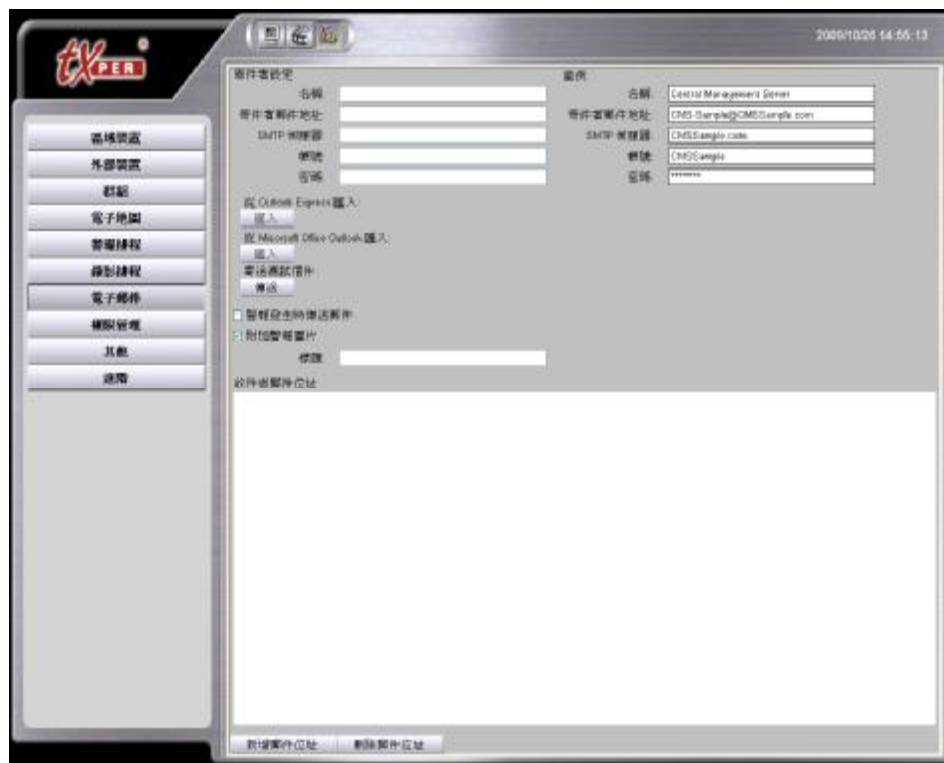 tXPER
2009/10/26 14:55:13
區域裝置
外部裝置
群組
電子地圖
警報排程
錄影排程
電子郵件
權限管理
其他
進階
寄件者設定
名稱
寄件者郵件地址
SMTP 伺服器
帳號
密碼
範例
名稱 Central Management Server
寄件者郵件地址 CMS-Sample@CMSSample.com
SMTP 伺服器 CMSSample.com
帳號 CMSSample
密碼 ********
從 Outlook Express 匯入:
匯入
從 Microsoft Office Outlook 匯入:
匯入
寄送測試信件:
傳送
警報發生時傳送郵件
附加警報圖片
標題
收件者郵件位址
新增郵件位址
刪除郵件位址